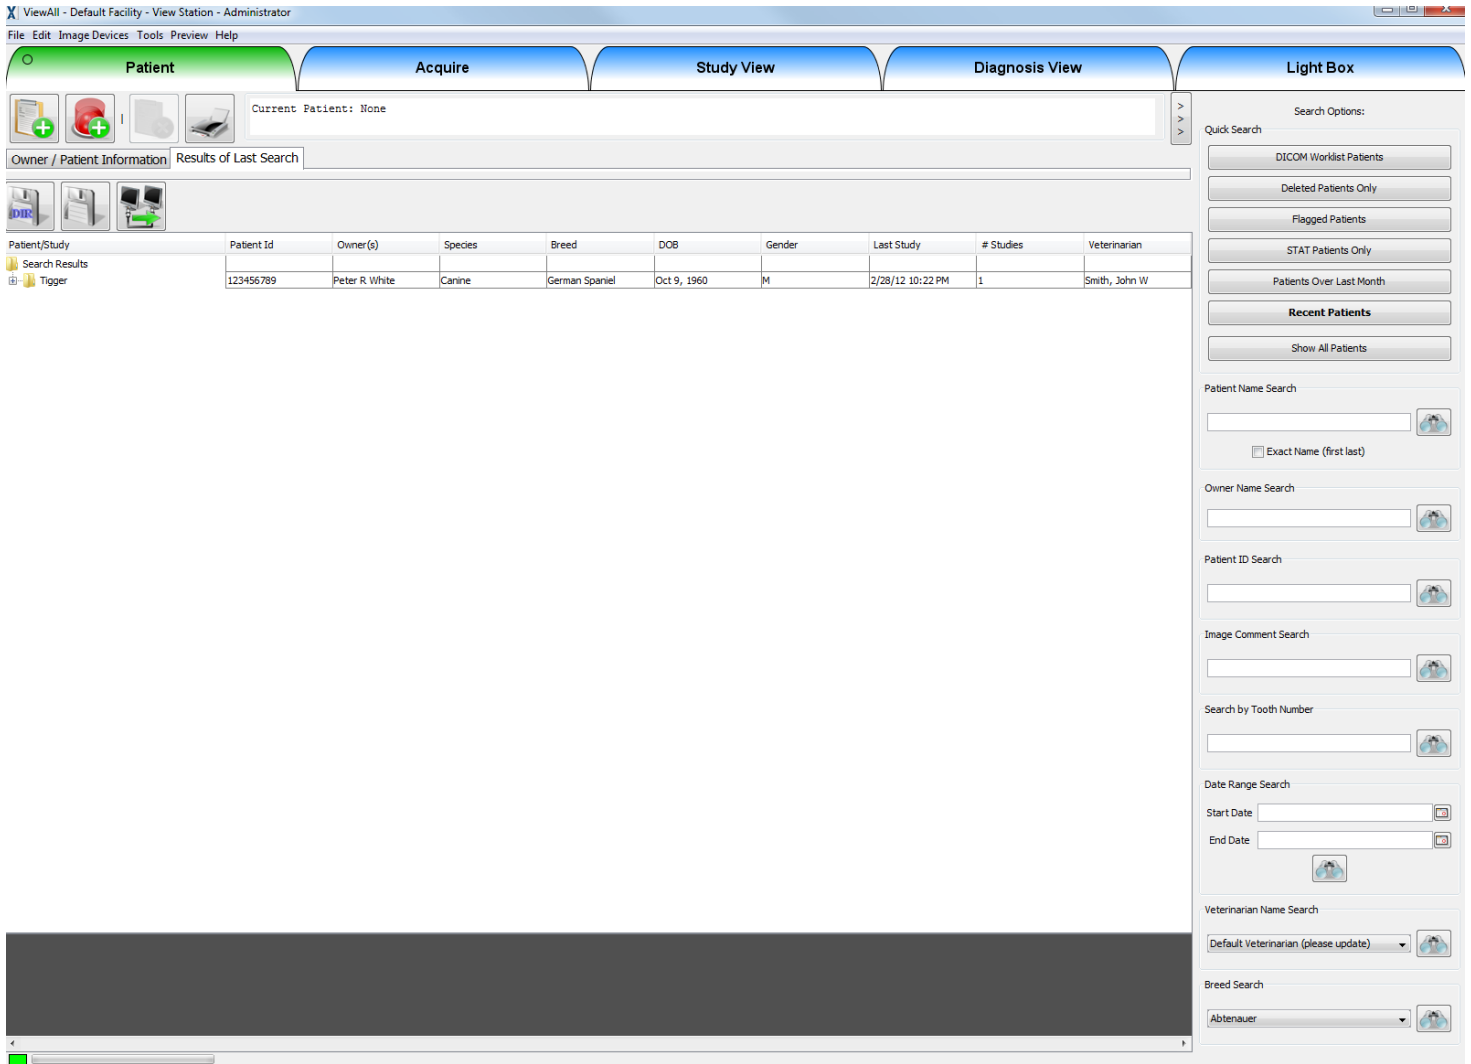 ViewAll - Default Facility - View Station - Administrator
File Edit Image Devices Tools Preview Help
Patient Acquire Study View Diagnosis View Light Box
Current Patient: None
>
>
>
Owner / Patient Information Results of Last Search
DIR
Patient/Study Patient Id Owner(s) Species Breed DOB Gender Last Study # Studies Veterinarian
Search Results
Tigger 123456789 Peter R White Canine German Spaniel Oct 9, 1960 M 2/28/12 10:22 PM 1 Smith, John W
Search Options:
Quick Search
DICOM Worklist Patients
Deleted Patients Only
Flagged Patients
STAT Patients Only
Patients Over Last Month
Recent Patients
Show All Patients
Patient Name Search
Exact Name (first last)
Owner Name Search
Patient ID Search
Image Comment Search
Search by Tooth Number
Date Range Search
Start Date
End Date
Veterinarian Name Search
Default Veterinarian (please update)
Breed Search
Abtenauer